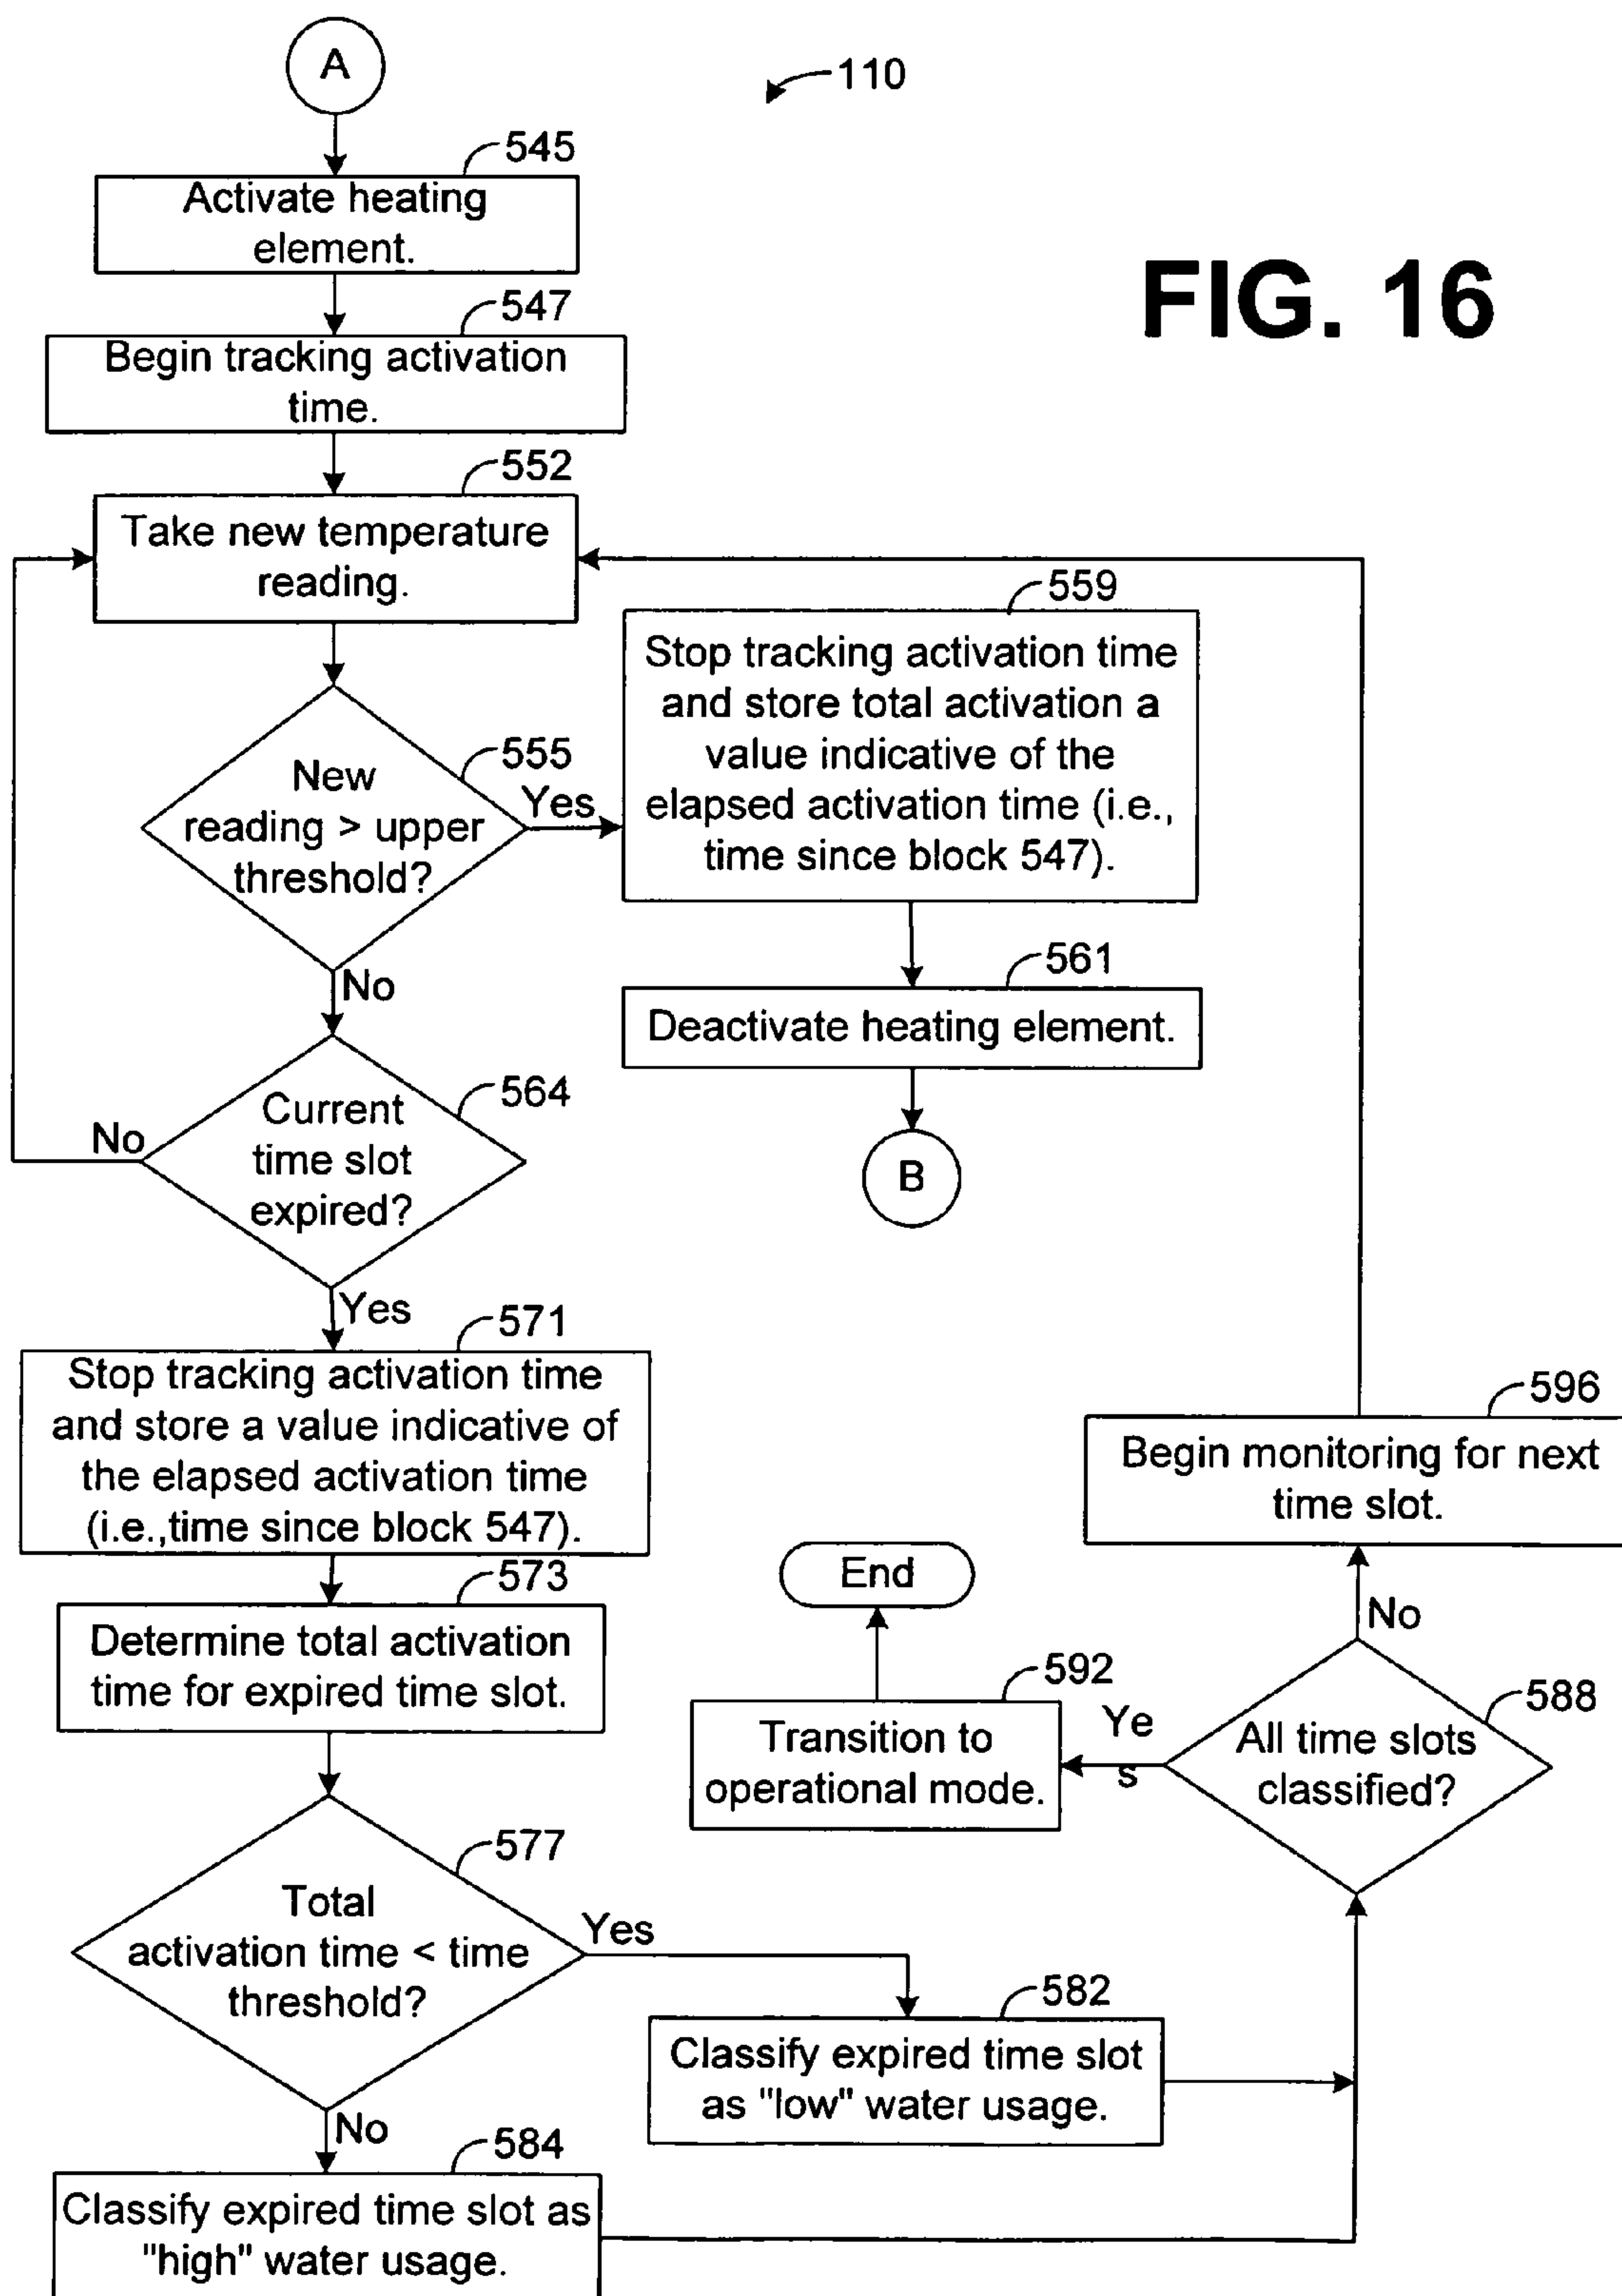 A
110
545
Activate heating
element.
FIG. 16
547
Begin tracking activation
time.
552
Take new temperature
reading.
559
Stop tracking activation time
and store total activation a
value indicative of the
elapsed activation time (i.e.,
time since block 547).
555
New
reading > upper
threshold?
Yes
No
561
Deactivate heating element.
B
564
Current
time slot
expired?
No
Yes
571
Stop tracking activation time
and store a value indicative of
the elapsed activation time
(i.e.,time since block 547).
596
Begin monitoring for next
time slot.
End
573
Determine total activation
time for expired time slot.
No
592
Transition to
operational mode.
Ye
s
588
All time slots
classified?
577
Total
activation time < time
threshold?
Yes
582
Classify expired time slot
as "low" water usage.
No
584
Classify expired time slot as
"high" water usage.